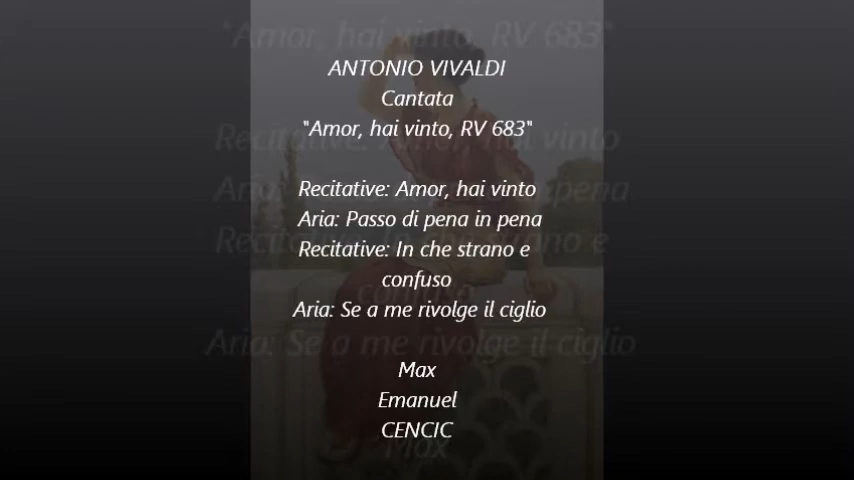 ANTONIO VIVALDI
Cantata
"Amor, hai vinto, RV 683"
Recitative: Amor, hai vinto
Aria: Passo di pena in pena
Recitative: In che strano e
confuso
Aria: Se a me rivolge il ciglio
Max
Emanuel
CENCIC